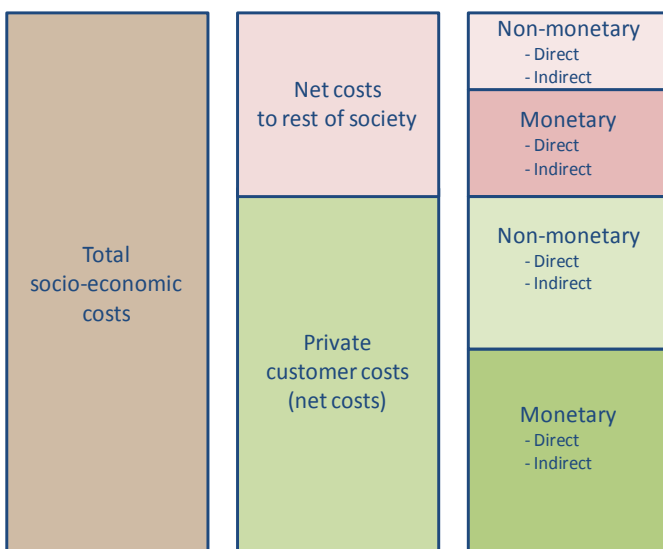 Total
socio-economic
costs
Net costs
to rest of society
Private
customer costs
(net costs)
Non-monetary
- Direct
- Indirect
Monetary
- Direct
- Indirect
Non-monetary
- Direct
- Indirect
Monetary
- Direct
- Indirect